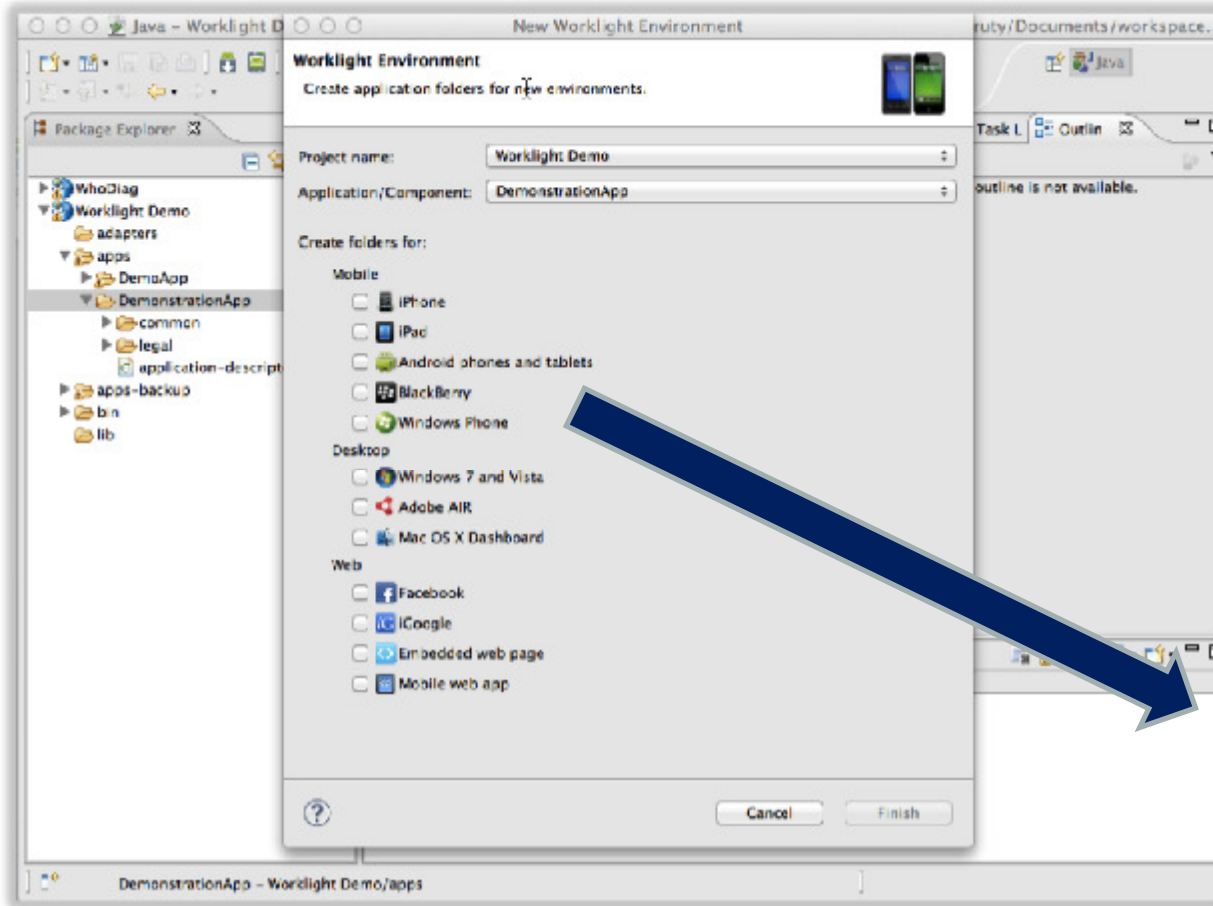 Java – Worklight D
New Worklight Environment
ruty/Documents/workspace.
Worklight Environment
Create application folders for new environments.
Java
Package Explorer
Task L
Outlin
Project name:
Worklight Demo
Application/Component:
DemonstrationApp
outline is not available.
WhoDiag
Worklight Demo
adapters
apps
DemoApp
DemonstrationApp
common
legal
application-descript
apps-backup
bin
lib
Create folders for:
Mobile
iPhone
iPad
Android phones and tablets
BlackBerry
Windows Phone
Desktop
Windows 7 and Vista
Adobe AIR
Mac OS X Dashboard
Web
Facebook
iGoogle
Embedded web page
Mobile web app
?
Cancel
Finish
DemonstrationApp – Worklight Demo/apps